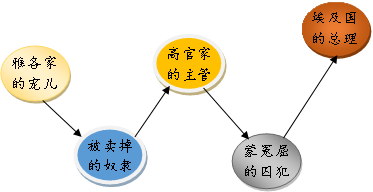 雅各家
的宠儿
被卖掉
的奴隶
高官家
的主管
蒙冤屈
的囚犯
埃及国
的总理